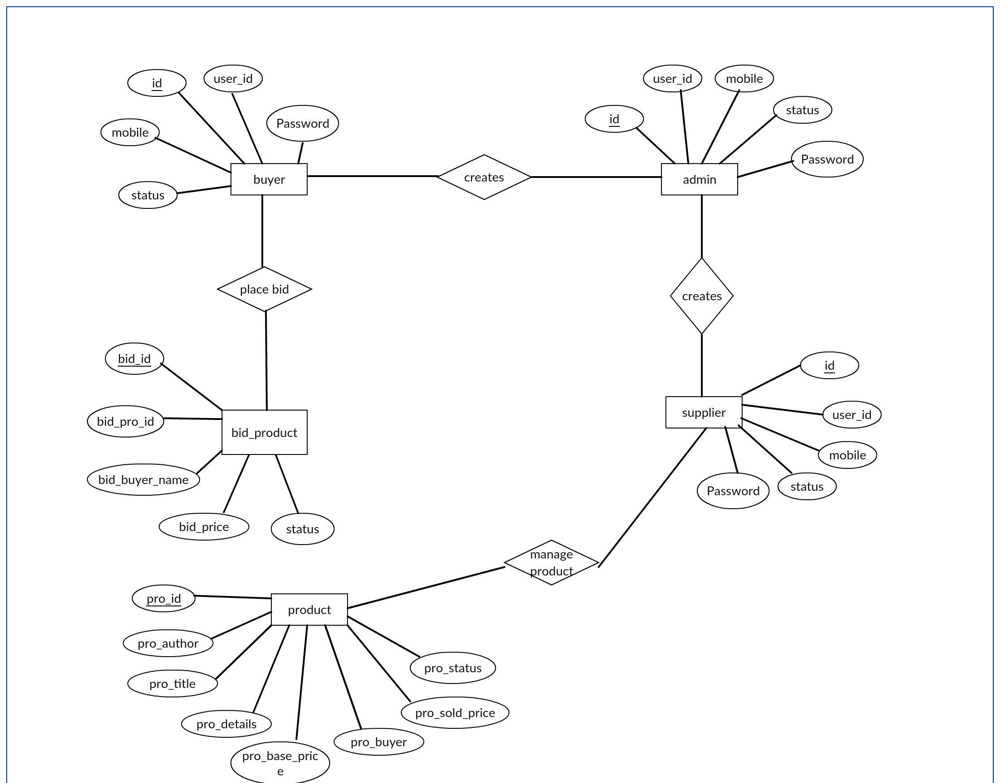 user_id
id
Password
mobile
buyer
status
creates
user_id
mobile
status
id
Password
admin
place bid
creates
bid_id
bid_pro_id
bid_product
bid_buyer_name
bid_price
status
id
supplier
user_id
mobile
status
Password
manage
product
pro_id
product
pro_author
pro_title
pro_details
pro_base_pric
e
pro_buyer
pro_sold_price
pro_status